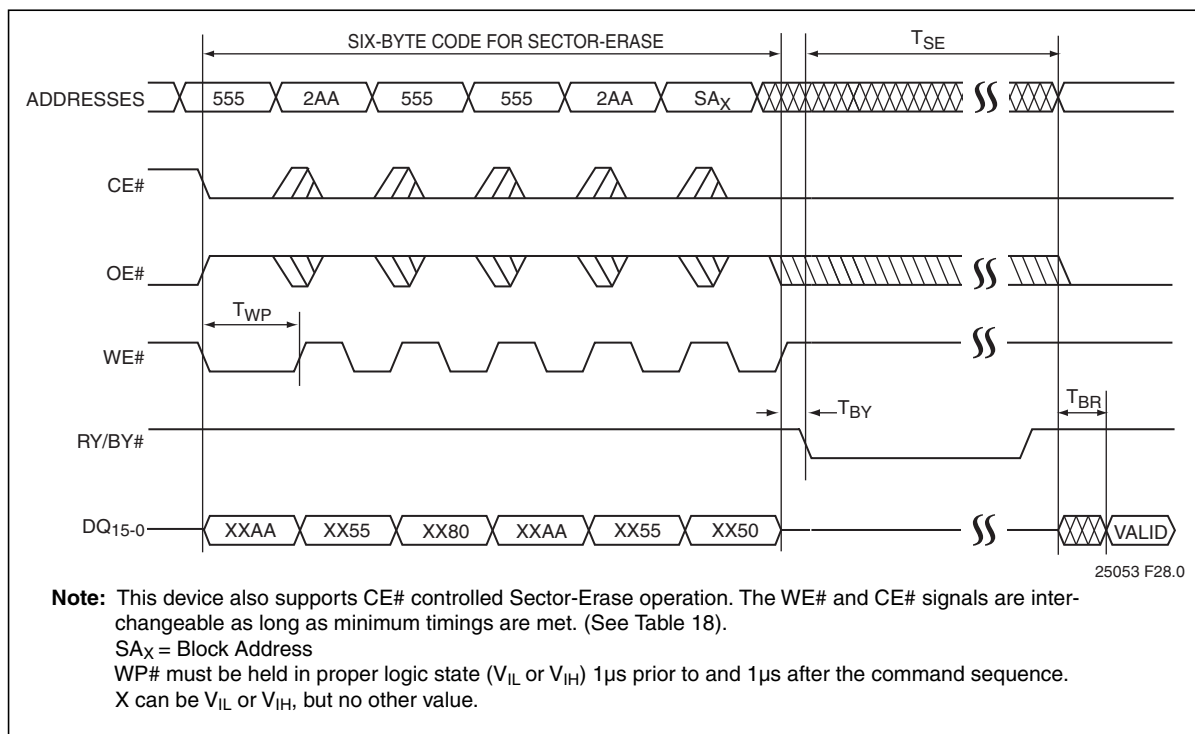 SIX-BYTE CODE FOR SECTOR-ERASE
TSE
ADDRESSES
555 2AA 555 555 2AA SAX
CE#
OE#
TWP
WE#
TBY
TBR
RY/BY#
DQ15-0
XXAA XX55 XX80 XXAA XX55 XX50 VALID
25053 F28.0
Note: This device also supports CE# controlled Sector-Erase operation. The WE# and CE# signals are inter-
changeable as long as minimum timings are met. (See Table 18).
SAX = Block Address
WP# must be held in proper logic state (VIL or VIH) 1µs prior to and 1µs after the command sequence.
X can be VIL or VIH, but no other value.